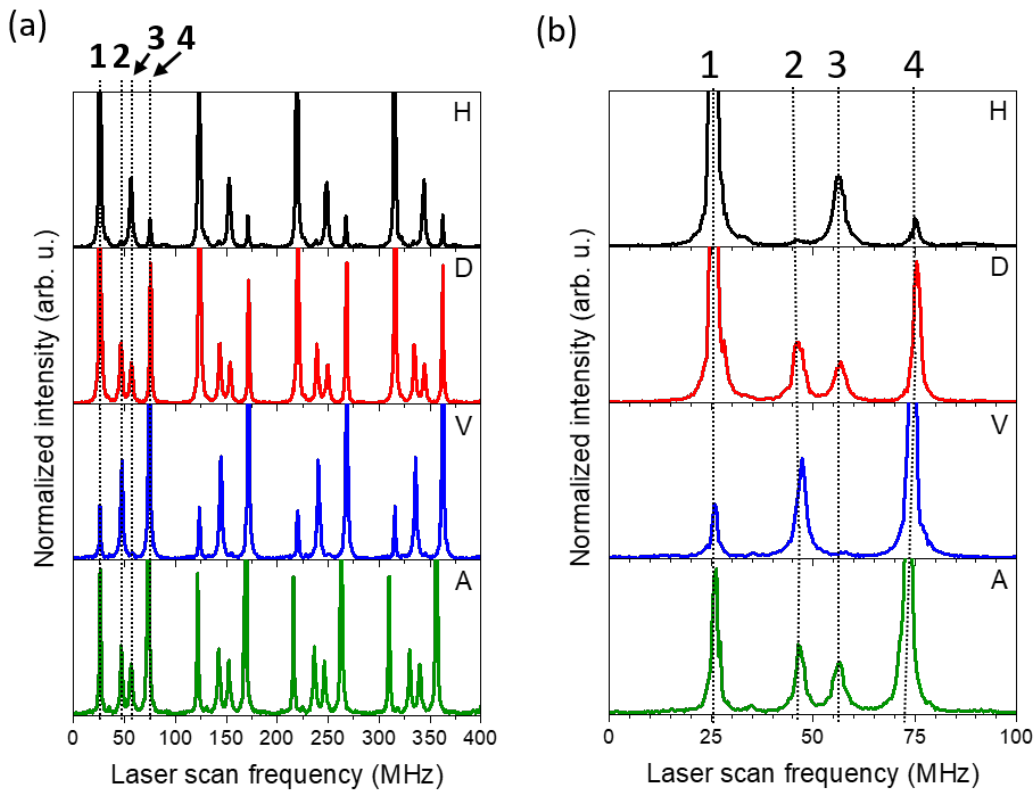 (a)
1 2 3 4
H
D
V
A
Normalized intensity (arb. u.)
0 50 100 150 200 250 300 350 400
Laser scan frequency (MHz)
(b)
1 2 3 4
H
D
V
A
Normalized intensity (arb. u.)
0 25 50 75 100
Laser scan frequency (MHz)